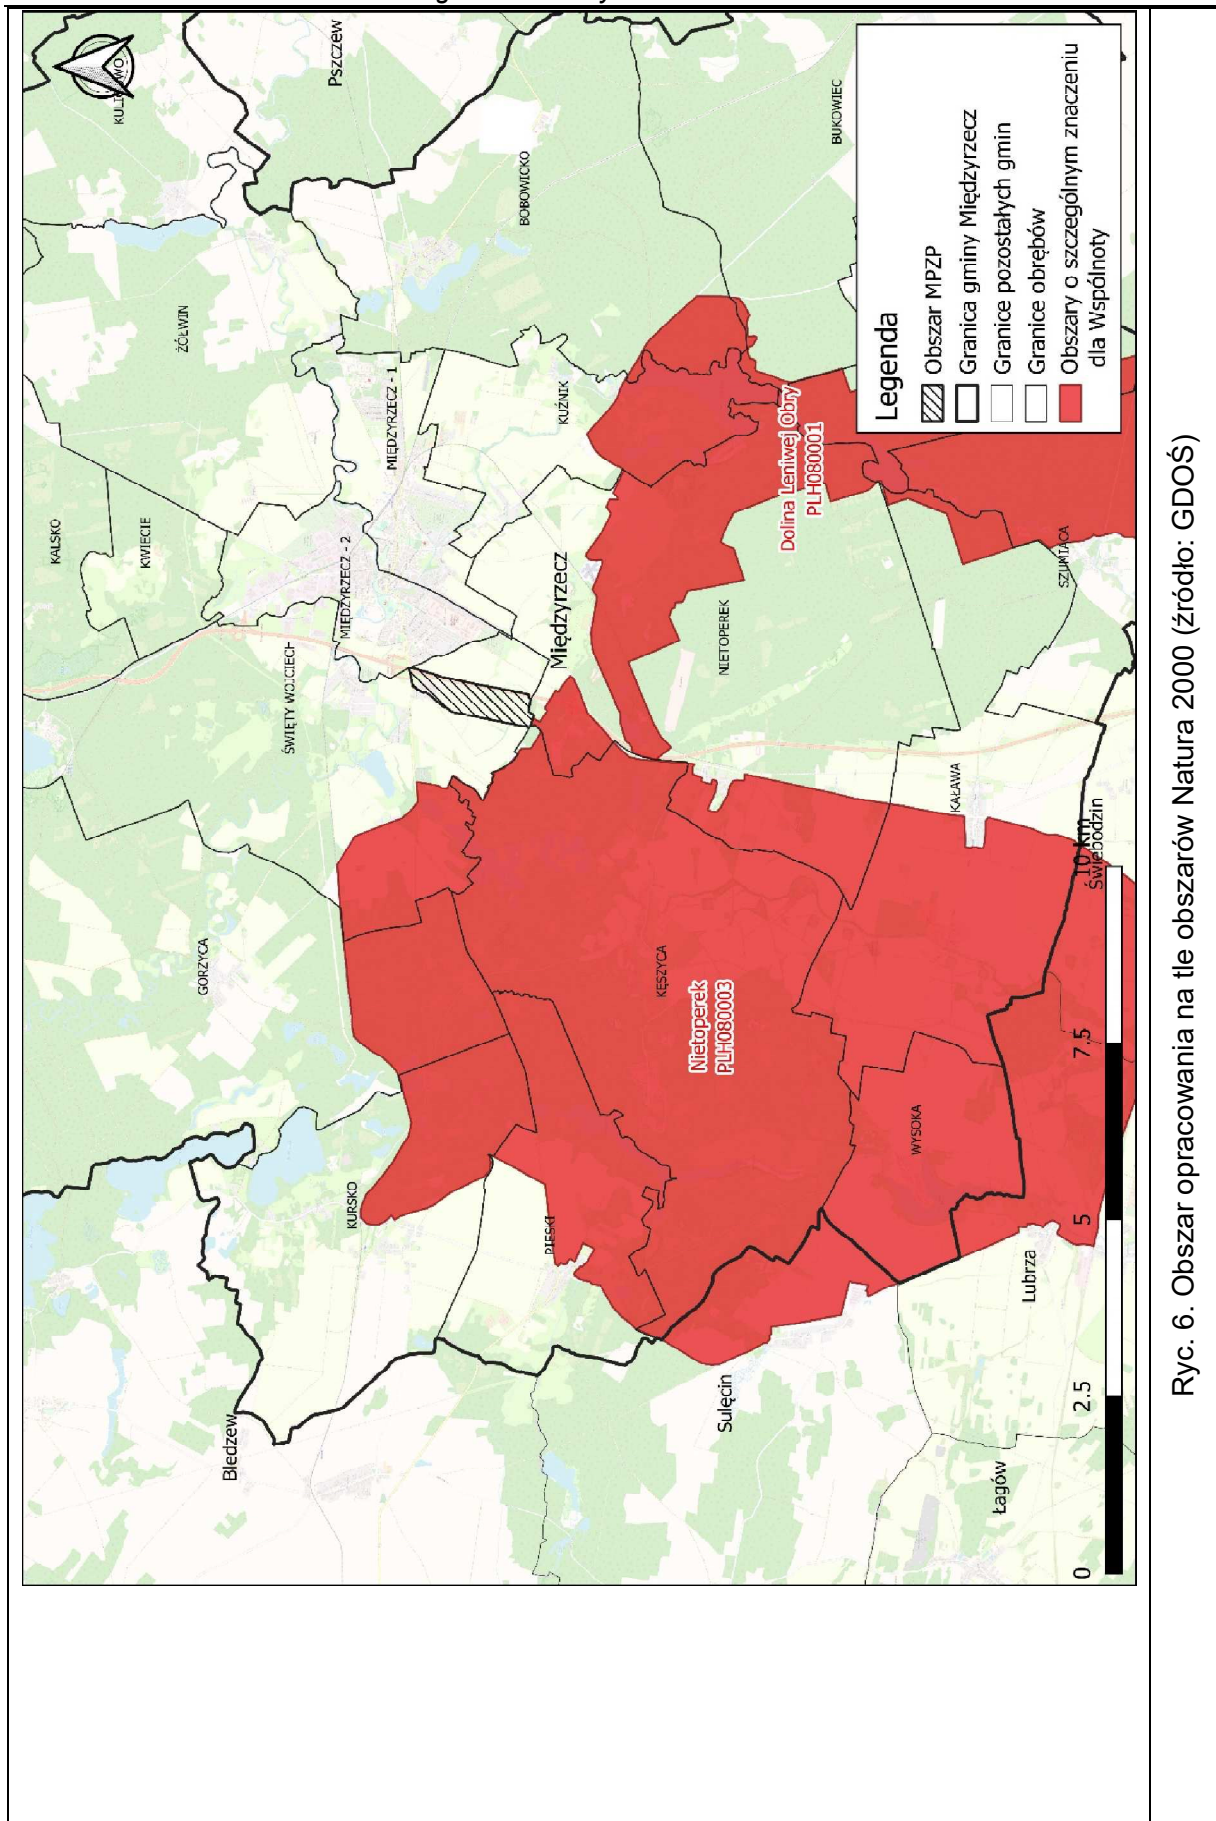 Pszczew
BUKOWIEC
BOBOWICKO
ŻÓŁWIN
KALSKO
KWIECIE
MIĘDZYRZECZ - 1
MIĘDZYRZECZ - 2
KUŹNIK
ŚWIĘTY WOJCIECH
Międzyrzecz
NIETOPEREK
Dolina Leniwej Obry
PLH080001
SZUMIĄCA
KAŁAWA
Świebodzin
GORZYCA
KĘSZYCA
Nietoperek
PLH080003
WYSOKA
KURSKO
PIESKI
Lubrza
Bledzew
Sulęcin
Łagów
Legenda
Obszar MPZP
Granica gminy Międzyrzecz
Granice pozostałych gmin
Granice obrębów
Obszary o szczególnym znaczeniu
dla Wspólnoty
0 2.5 5 7.5 10 km
Ryc. 6. Obszar opracowania na tle obszarów Natura 2000 (źródło: GDOŚ)